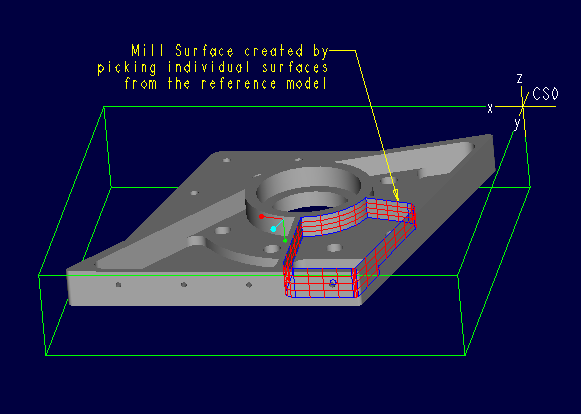 Mill Surface created by
picking individual surfaces
from the reference model
z
CS0
x
y